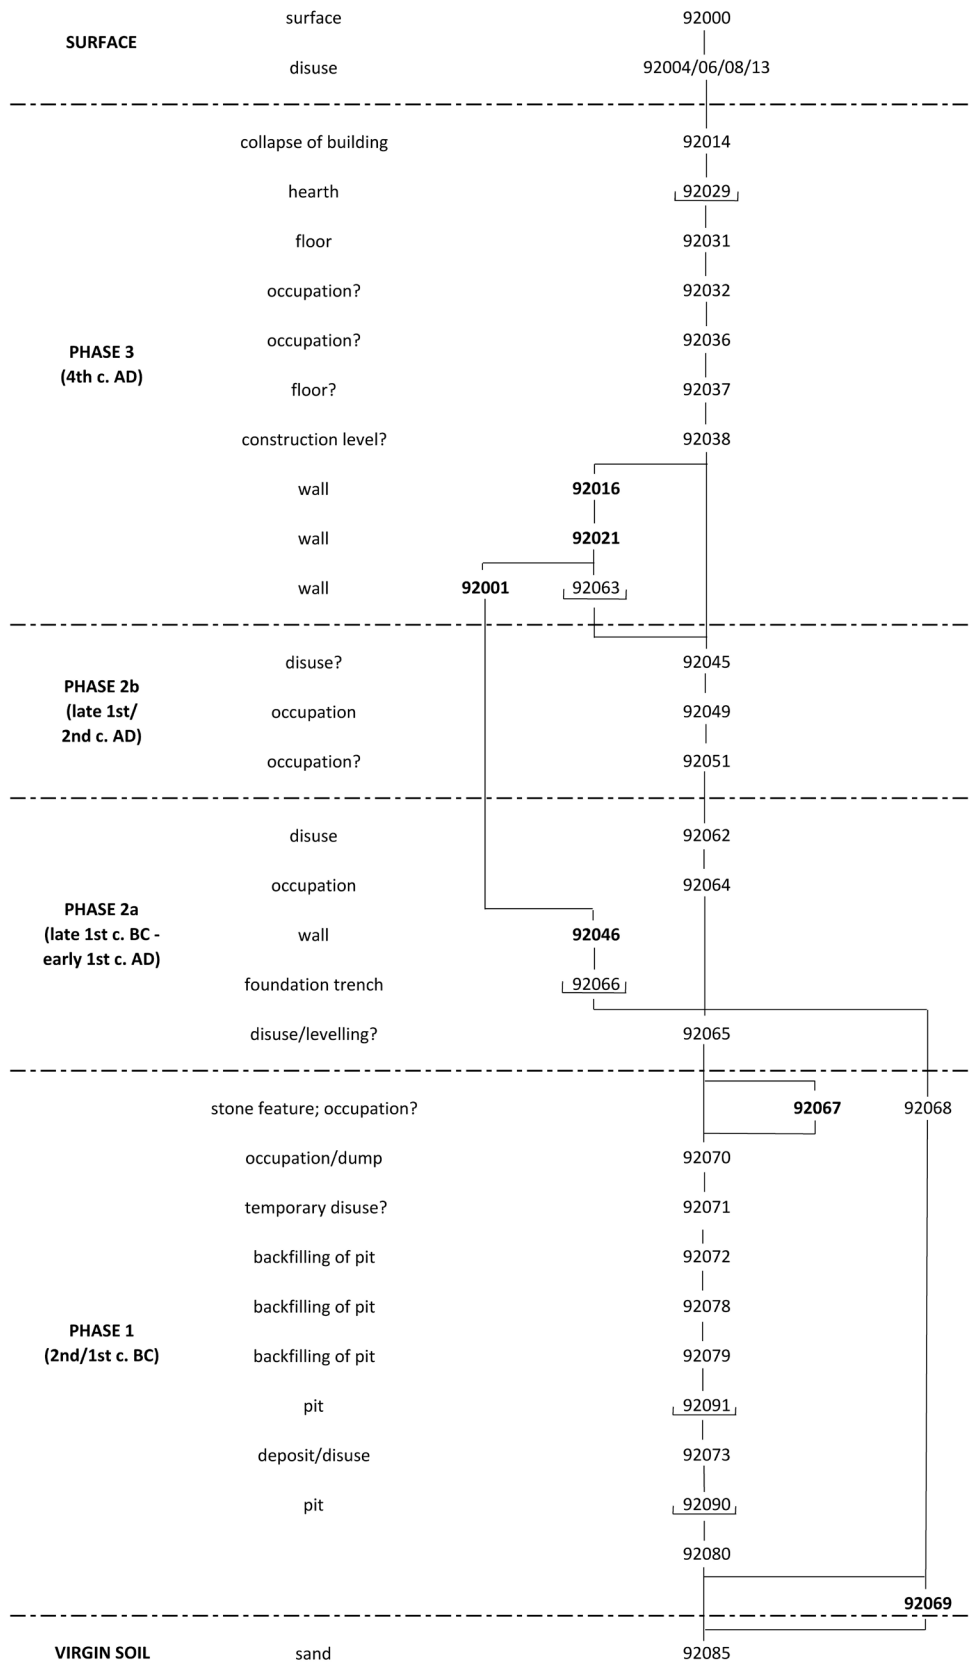 surface 92000
SURFACE
disuse 92004/06/08/13
collapse of building 92014
hearth 92029
floor 92031
occupation? 92032
occupation? 92036
PHASE 3
(4th c. AD)
floor? 92037
construction level? 92038
wall 92016
wall 92021
wall 92001 92063
disuse? 92045
PHASE 2b
(late 1st/
2nd c. AD)
occupation 92049
occupation? 92051
disuse 92062
occupation 92064
PHASE 2a
(late 1st c. BC -
early 1st c. AD)
wall 92046
foundation trench 92066
disuse/levelling? 92065
stone feature; occupation? 92067 92068
occupation/dump 92070
temporary disuse? 92071
backfilling of pit 92072
backfilling of pit 92078
PHASE 1
(2nd/1st c. BC)
backfilling of pit 92079
pit 92091
deposit/disuse 92073
pit 92090
92080
92069
VIRGIN SOIL sand 92085